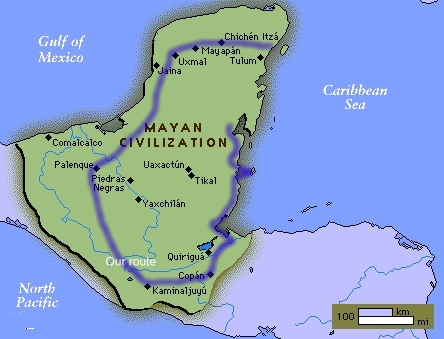 Gulf of
Mexico
Chichén Itzá
Mayapán
Uxmal
Tulum
Jaina
Caribbean
Sea
MAYAN
CIVILIZATION
Comalcalco
Palenque
Uaxactún
Piedras
Negras
Tikal
Yaxchilán
Quiriguá
Our route
Copán
Kaminaljuyú
North
Pacific
100
km
mi